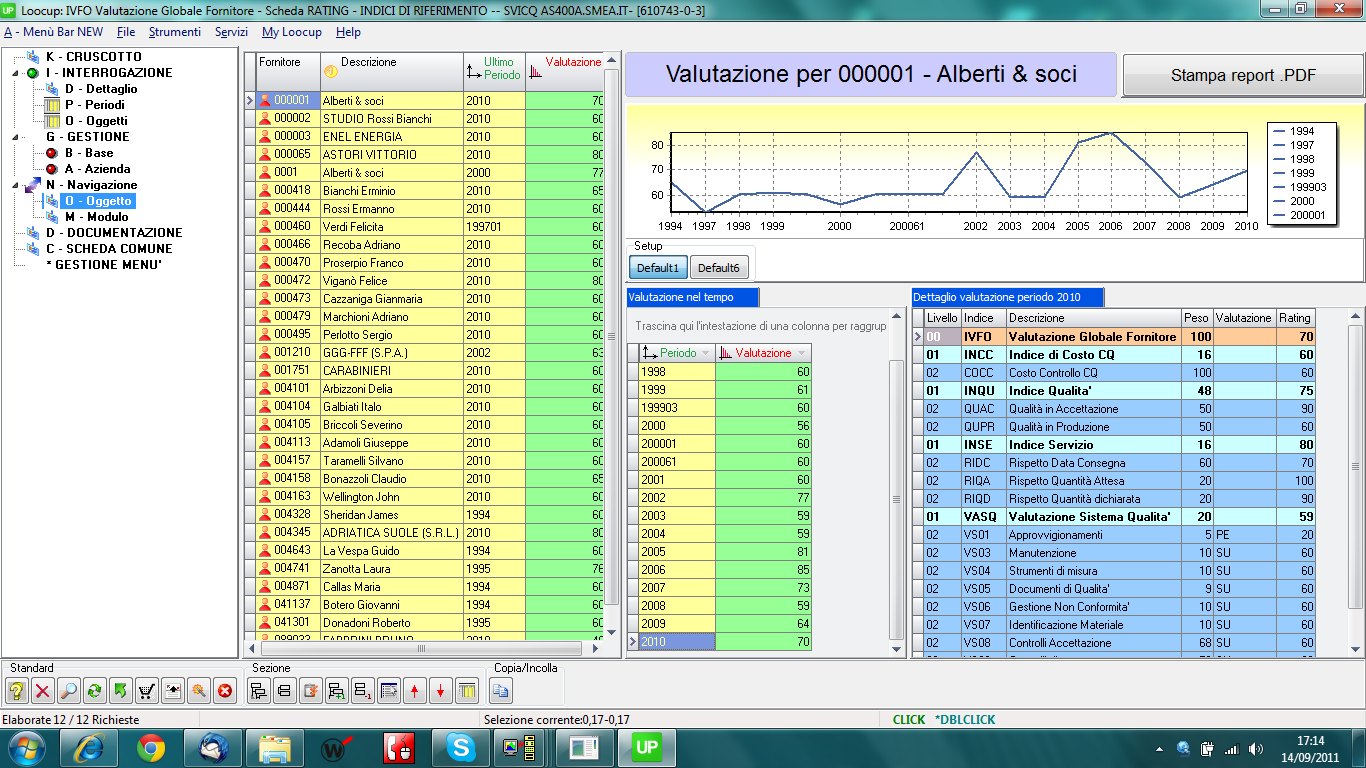 Loocup: IVFO Valutazione Globale Fornitore - Scheda RATING - INDICI DI RIFERIMENTO -- SVICQ AS400A.SMEA.IT- [610743-0-3]
A - Menù Bar NEW File Strumenti Servizi My Loocup Help
K - CRUSCOTTO
I - INTERROGAZIONE
D - Dettaglio
P - Periodi
O - Oggetti
G - GESTIONE
B - Base
A - Azienda
N - Navigazione
O - Oggetto
M - Modulo
D - DOCUMENTAZIONE
C - SCHEDA COMUNE
* GESTIONE MENU'
Fornitore Descrizione Ultimo Periodo Valutazione
000001 Alberti & soci 2010 70
000002 STUDIO Rossi Bianchi 2010 60
000003 ENEL ENERGIA 2010 60
000065 ASTORI VITTORIO 2010 80
0001 Alberti & soci 2000 77
000418 Bianchi Erminio 2010 65
000444 Rossi Ermanno 2010 60
000460 Verdi Felicita 199701 60
000466 Recoba Adriano 2010 60
000470 Proserpio Franco 2010 60
000472 Viganò Felice 2010 80
000473 Cazzaniga Gianmaria 2010 60
000479 Marchioni Adriano 2010 60
000495 Perlotto Sergio 2010 60
001210 GGG-FFF (S.P.A.) 2002 63
001751 CARABINIERI 2010 60
004101 Arbizzoni Delia 2010 60
004104 Galbiati Italo 2010 60
004105 Briccoli Severino 2010 60
004113 Adamoli Giuseppe 2010 60
004157 Taramelli Silvano 2010 60
004158 Bonazzoli Claudio 2010 65
004163 Wellington John 2010 60
004328 Sheridan James 1994 60
004345 ADRIATICA SUOLE (S.R.L.) 2010 80
004643 La Vespa Guido 1994 60
004741 Zanotta Laura 1995 76
004871 Callas Maria 1994 60
041137 Botero Giovanni 1994 60
041301 Donadoni Roberto 1995 60
Valutazione per 000001 - Alberti & soci
Stampa report .PDF
80
70
60
1994 1997 1998 1999 2000 200061 2002 2003 2004 2005 2006 2007 2008 2009 2010
1994
1997
1998
1999
199903
2000
200001
Setup
Default1 Default6
Valutazione nel tempo
Trascina qui l'intestazione di una colonna per raggrup
Periodo Valutazione
1998 60
1999 61
199903 60
2000 56
200001 60
200061 60
2001 60
2002 77
2003 59
2004 59
2005 81
2006 85
2007 73
2008 59
2009 64
2010 70
Dettaglio valutazione periodo 2010
Livello Indice Descrizione Peso Valutazione Rating
00 IVFO Valutazione Globale Fornitore 100 70
01 INCC Indice di Costo CQ 16 60
02 COCC Costo Controllo CQ 100 60
01 INQU Indice Qualita' 48 75
02 QUAC Qualità in Accettazione 50 90
02 QUPR Qualità in Produzione 50 60
01 INSE Indice Servizio 16 80
02 RIDC Rispetto Data Consegna 60 70
02 RIQA Rispetto Quantità Attesa 20 100
02 RIQD Rispetto Quantità dichiarata 20 90
01 VASQ Valutazione Sistema Qualita' 20 59
02 VS01 Approvvigionamenti 5 PE 20
02 VS03 Manutenzione 10 SU 60
02 VS04 Strumenti di misura 10 SU 60
02 VS05 Documenti di Qualita' 9 SU 60
02 VS06 Gestione Non Conformita' 10 SU 60
02 VS07 Identificazione Materiale 10 SU 60
02 VS08 Controlli Accettazione 68 SU 60
Standard Sezione Copia/Incolla
Elaborate 12 / 12 Richieste Selezione corrente:0,17-0,17 CLICK *DBLCLICK
UP
17:14
14/09/2011